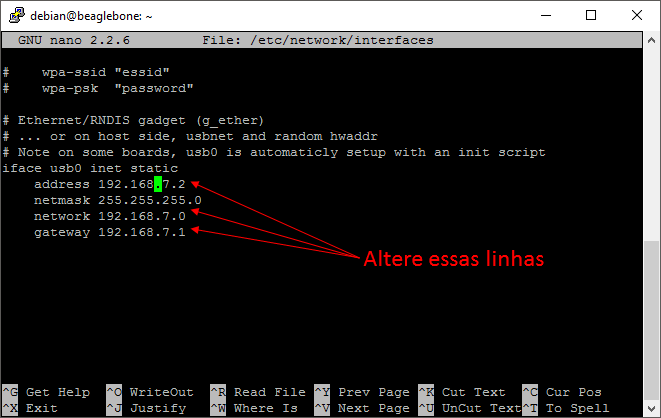 debian@beaglebone: ~
GNU nano 2.2.6 File: /etc/network/interfaces
# wpa-ssid "essid"
# wpa-psk "password"
# Ethernet/RNDIS gadget (g_ether)
# ... or on host side, usbnet and random hwaddr
# Note on some boards, usb0 is automaticly setup with an init script
iface usb0 inet static
address 192.168.7.2
netmask 255.255.255.0
network 192.168.7.0
gateway 192.168.7.1
Altere essas linhas
^G Get Help ^O WriteOut ^R Read File ^Y Prev Page ^K Cut Text ^C Cur Pos
^X Exit ^J Justify ^W Where Is ^V Next Page ^U UnCut Text ^T To Spell